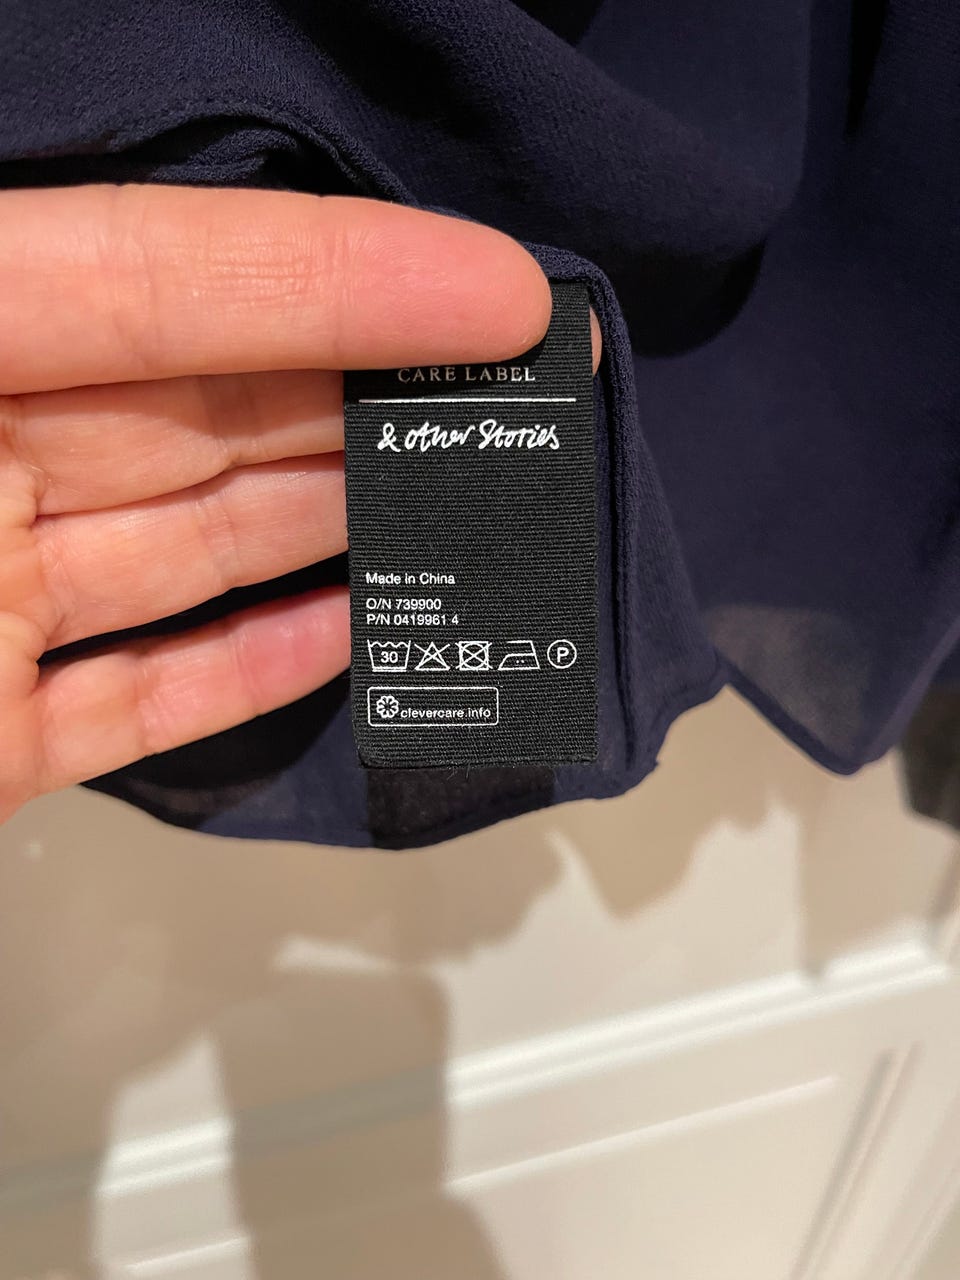 CARE LABEL
& other Stories
Made in China
O/N 739900
P/N 0419961 4
30 P
clevercare.info